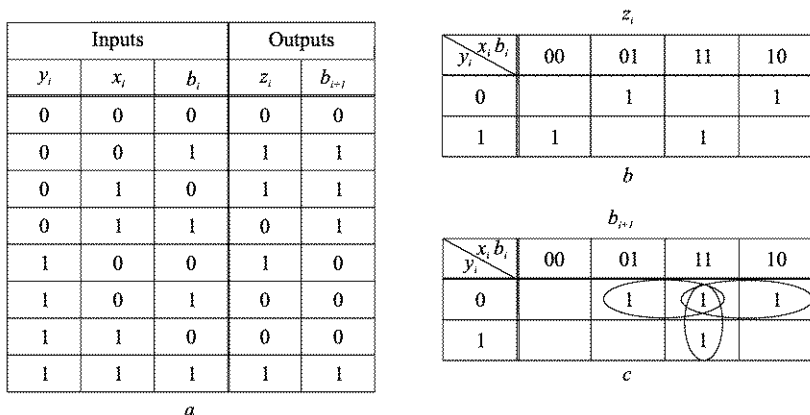 Inputs Outputs
y_i x_i b_i z_i b_{i+1}
0 0 0 0 0
0 0 1 1 1
0 1 0 1 1
0 1 1 0 1
1 0 0 1 0
1 0 1 0 0
1 1 0 0 0
1 1 1 1 1
a
z_i
y_i x_i b_i 00 01 11 10
0 1 1
1 1 1
b
b_{i+1}
y_i x_i b_i 00 01 11 10
0 1 1 1
1 1
c